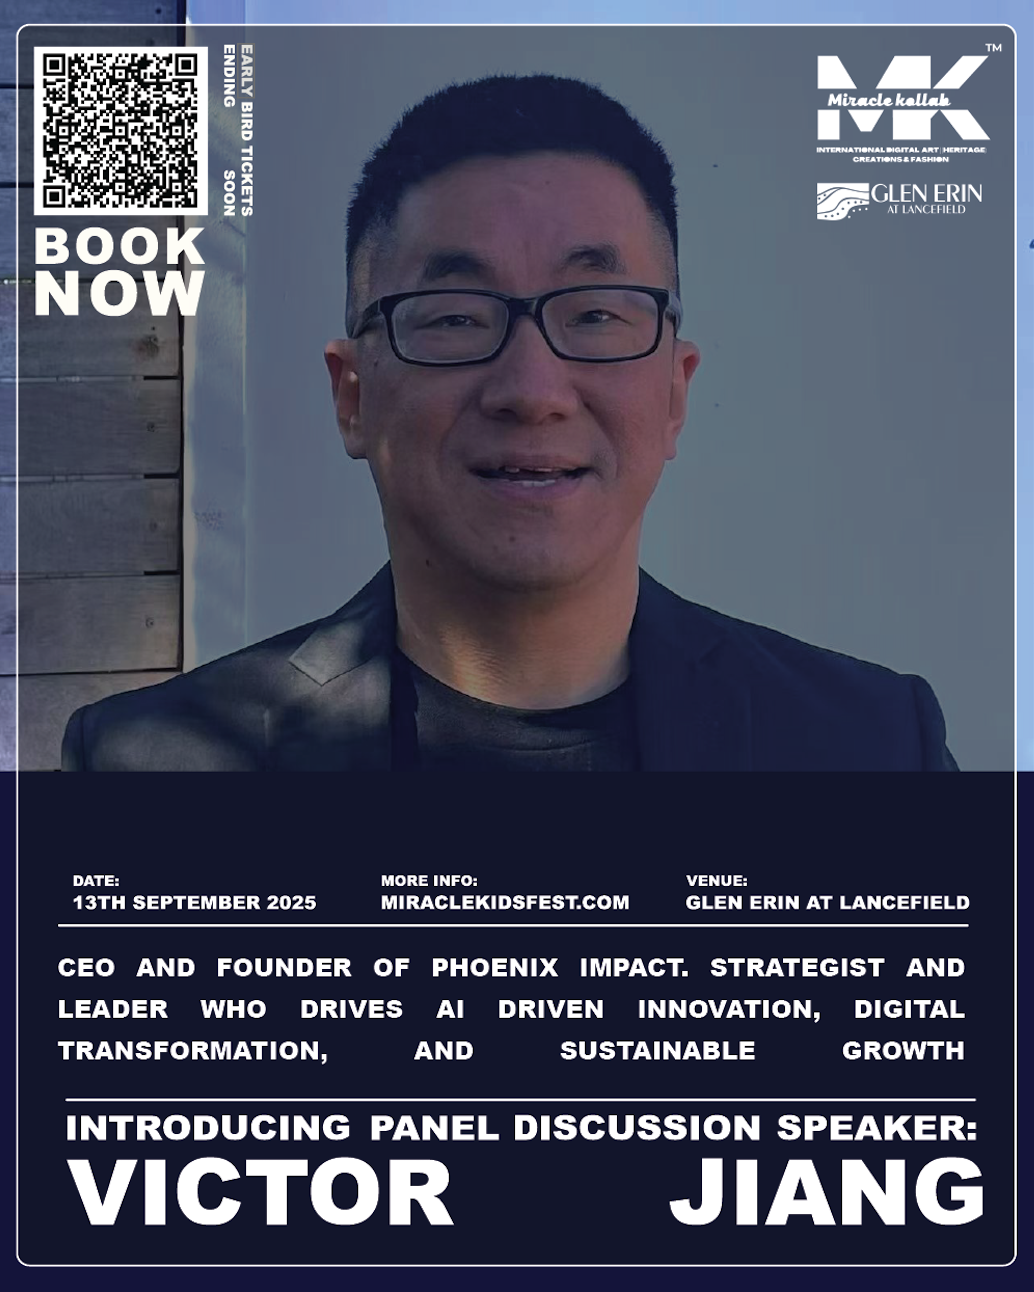 EARLY BIRD TICKETS
ENDING SOON
BOOK
NOW
MK™
Miracle kollab
INTERNATIONAL DIGITAL ART | HERITAGE
CREATIONS & FASHION
GLEN ERIN
AT LANCEFIELD
DATE:
13TH SEPTEMBER 2025
MORE INFO:
MIRACLEKIDSFEST.COM
VENUE:
GLEN ERIN AT LANCEFIELD
CEO AND FOUNDER OF PHOENIX IMPACT. STRATEGIST AND
LEADER WHO DRIVES AI DRIVEN INNOVATION, DIGITAL
TRANSFORMATION, AND SUSTAINABLE GROWTH
INTRODUCING PANEL DISCUSSION SPEAKER:
VICTOR JIANG